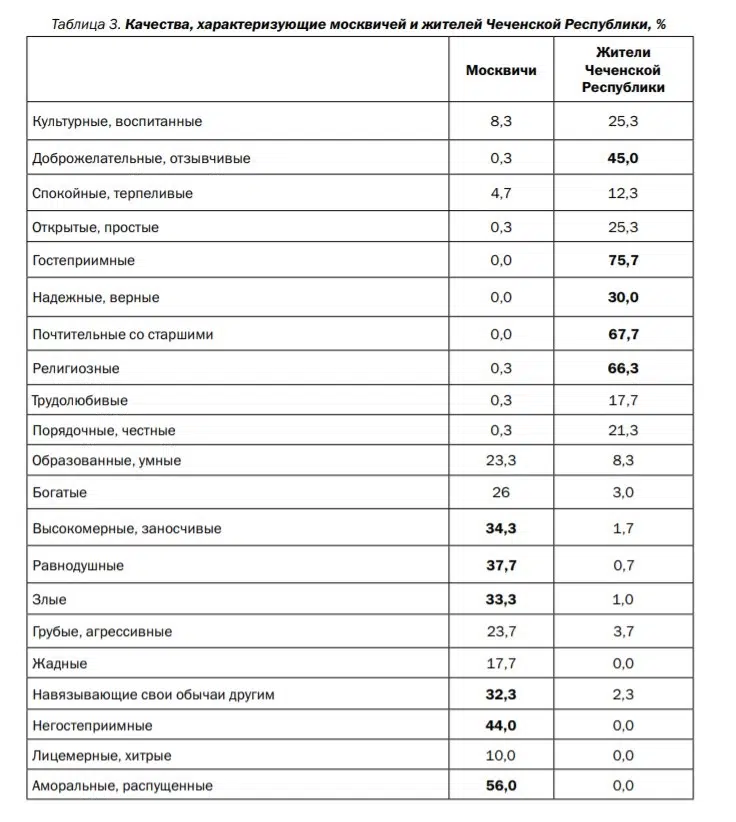 Таблица 3. Качества, характеризующие москвичей и жителей Чеченской Республики, %
Москвичи Жители
Чеченской
Республики
Культурные, воспитанные 8,3 25,3
Доброжелательные, отзывчивые 0,3 45,0
Спокойные, терпеливые 4,7 12,3
Открытые, простые 0,3 25,3
Гостеприимные 0,0 75,7
Надежные, верные 0,0 30,0
Почтительные со старшими 0,0 67,7
Религиозные 0,3 66,3
Трудолюбивые 0,3 17,7
Порядочные, честные 0,3 21,3
Образованные, умные 23,3 8,3
Богатые 26 3,0
Высокомерные, заносчивые 34,3 1,7
Равнодушные 37,7 0,7
Злые 33,3 1,0
Грубые, агрессивные 23,7 3,7
Жадные 17,7 0,0
Навязывающие свои обычаи другим 32,3 2,3
Негостеприимные 44,0 0,0
Лицемерные, хитрые 10,0 0,0
Аморальные, распущенные 56,0 0,0